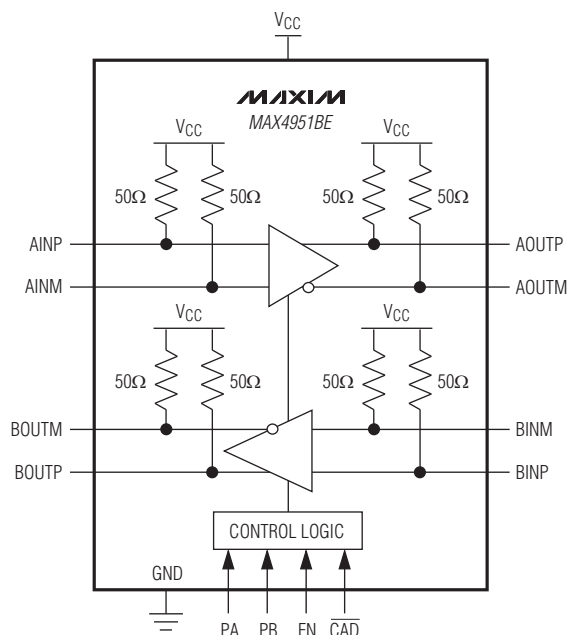 VCC
MAXIM
MAX4951BE
VCC VCC
50Ω 50Ω 50Ω 50Ω
AINP AOUTP
AINM AOUTM
VCC VCC
50Ω 50Ω 50Ω 50Ω
BOUTM BINM
BOUTP BINP
CONTROL LOGIC
GND
PA PB EN CAD